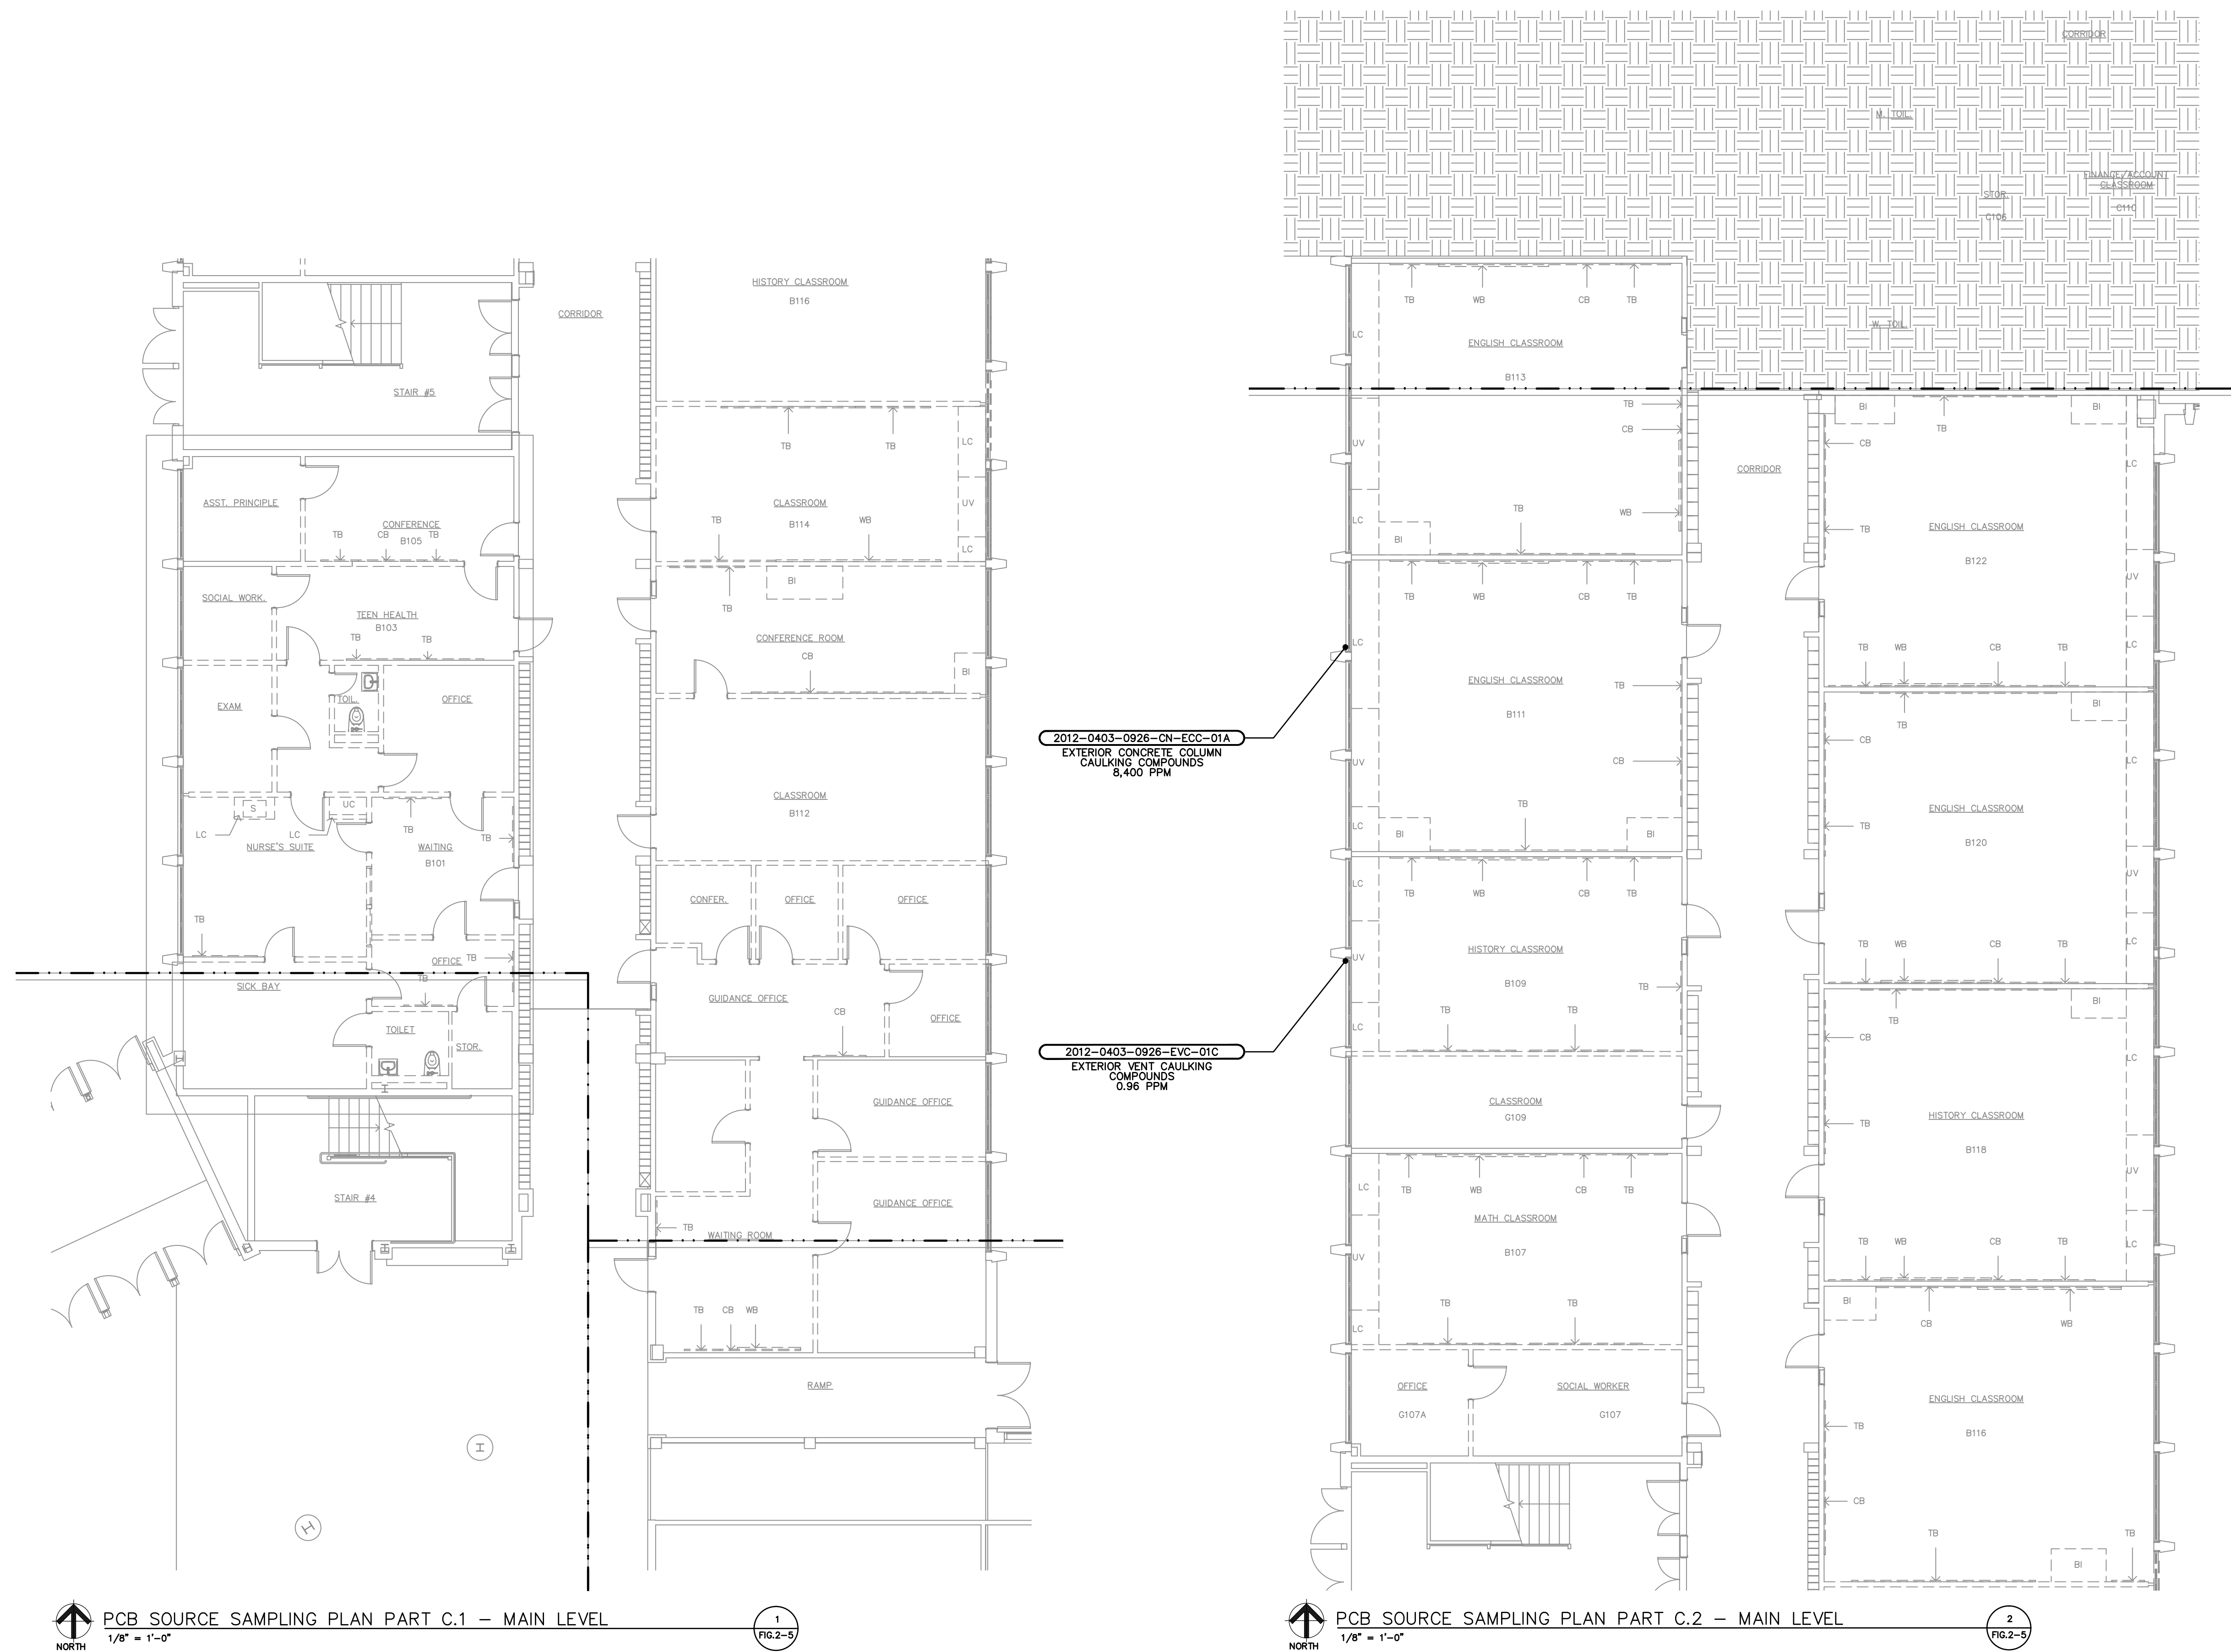 HISTORY CLASSROOM
B116
CORRIDOR
STAIR #5
TB
TB
LC
ASST. PRINCIPLE
CLASSROOM
B114
UV
CONFERENCE
B105
TB
CB
TB
TB
WB
LC
SOCIAL WORK.
BI
TB
TEEN HEALTH
B103
TB
TB
CONFERENCE ROOM
CB
BI
EXAM
TOIL.
OFFICE
CLASSROOM
B112
S
UC
LC
LC
TB
TB
NURSE'S SUITE
WAITING
B101
CONFER.
OFFICE
OFFICE
TB
OFFICE
TB
SICK BAY
TB
GUIDANCE OFFICE
CB
OFFICE
TOILET
STOR.
GUIDANCE OFFICE
STAIR #4
GUIDANCE OFFICE
TB
WAITING ROOM
TB
CB
WB
RAMP
NORTH
PCB SOURCE SAMPLING PLAN PART C.1 – MAIN LEVEL
1/8" = 1'-0"
1
FIG.2-5
CORRIDOR
M. TOIL.
FINANCE/ACCOUNT
CLASSROOM
C110
STOR.
C106
W. TOIL.
TB
WB
CB
TB
LC
ENGLISH CLASSROOM
B113
TB
CB
UV
LC
TB
WB
BI
CORRIDOR
BI
TB
BI
CB
LC
TB
ENGLISH CLASSROOM
B122
UV
TB
WB
CB
TB
LC
TB
WB
CB
TB
LC
ENGLISH CLASSROOM
B111
TB
CB
UV
TB
LC
BI
BI
2012-0403-0926-CN-ECC-01A
EXTERIOR CONCRETE COLUMN
CAULKING COMPOUNDS
8,400 PPM
BI
TB
CB
LC
TB
ENGLISH CLASSROOM
B120
UV
TB
WB
CB
TB
LC
LC
TB
WB
CB
TB
HISTORY CLASSROOM
B109
UV
TB
LC
TB
TB
2012-0403-0926-EVC-01C
EXTERIOR VENT CAULKING
COMPOUNDS
0.96 PPM
BI
TB
CB
LC
TB
HISTORY CLASSROOM
B118
UV
TB
WB
CB
TB
LC
CLASSROOM
G109
LC
TB
WB
CB
TB
MATH CLASSROOM
B107
UV
TB
TB
LC
BI
CB
WB
OFFICE
G107A
SOCIAL WORKER
G107
ENGLISH CLASSROOM
B116
TB
CB
TB
TB
BI
NORTH
PCB SOURCE SAMPLING PLAN PART C.2 – MAIN LEVEL
1/8" = 1'-0"
2
FIG.2-5